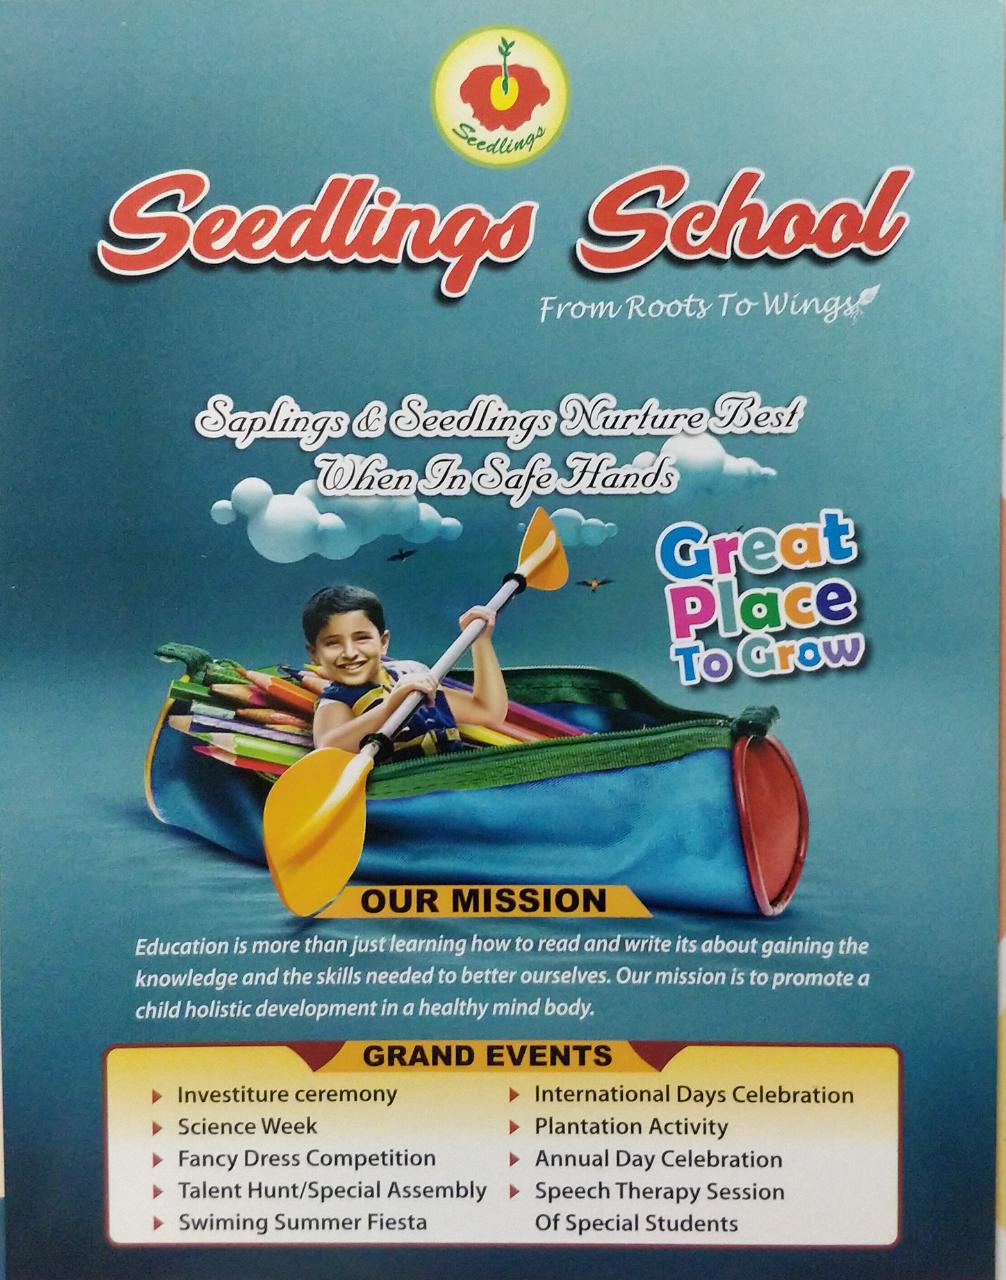 Seedlings
Seedlings School
From Roots To Wings
Saplings & Seedlings Nurture Best
When In Safe Hands
Great
Place
To Grow
OUR MISSION
Education is more than just learning how to read and write its about gaining the
knowledge and the skills needed to better ourselves. Our mission is to promote a
child holistic development in a healthy mind body.
GRAND EVENTS
Investiture ceremony
Science Week
Fancy Dress Competition
Talent Hunt/Special Assembly
Swiming Summer Fiesta
International Days Celebration
Plantation Activity
Annual Day Celebration
Speech Therapy Session
Of Special Students